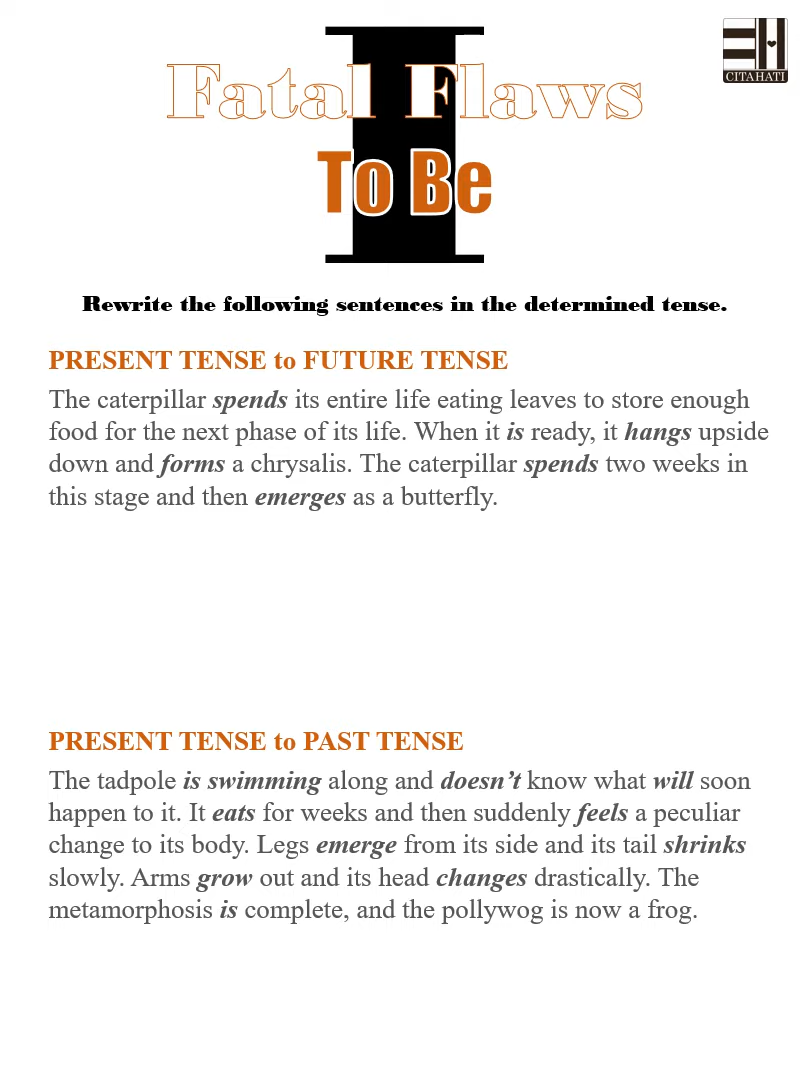 CITA HATI
I
Fatal Flaws
To Be
Rewrite the following sentences in the determined tense.
PRESENT TENSE to FUTURE TENSE
The caterpillar spends its entire life eating leaves to store enough
food for the next phase of its life. When it is ready, it hangs upside
down and forms a chrysalis. The caterpillar spends two weeks in
this stage and then emerges as a butterfly.
PRESENT TENSE to PAST TENSE
The tadpole is swimming along and doesn’t know what will soon
happen to it. It eats for weeks and then suddenly feels a peculiar
change to its body. Legs emerge from its side and its tail shrinks
slowly. Arms grow out and its head changes drastically. The
metamorphosis is complete, and the pollywog is now a frog.